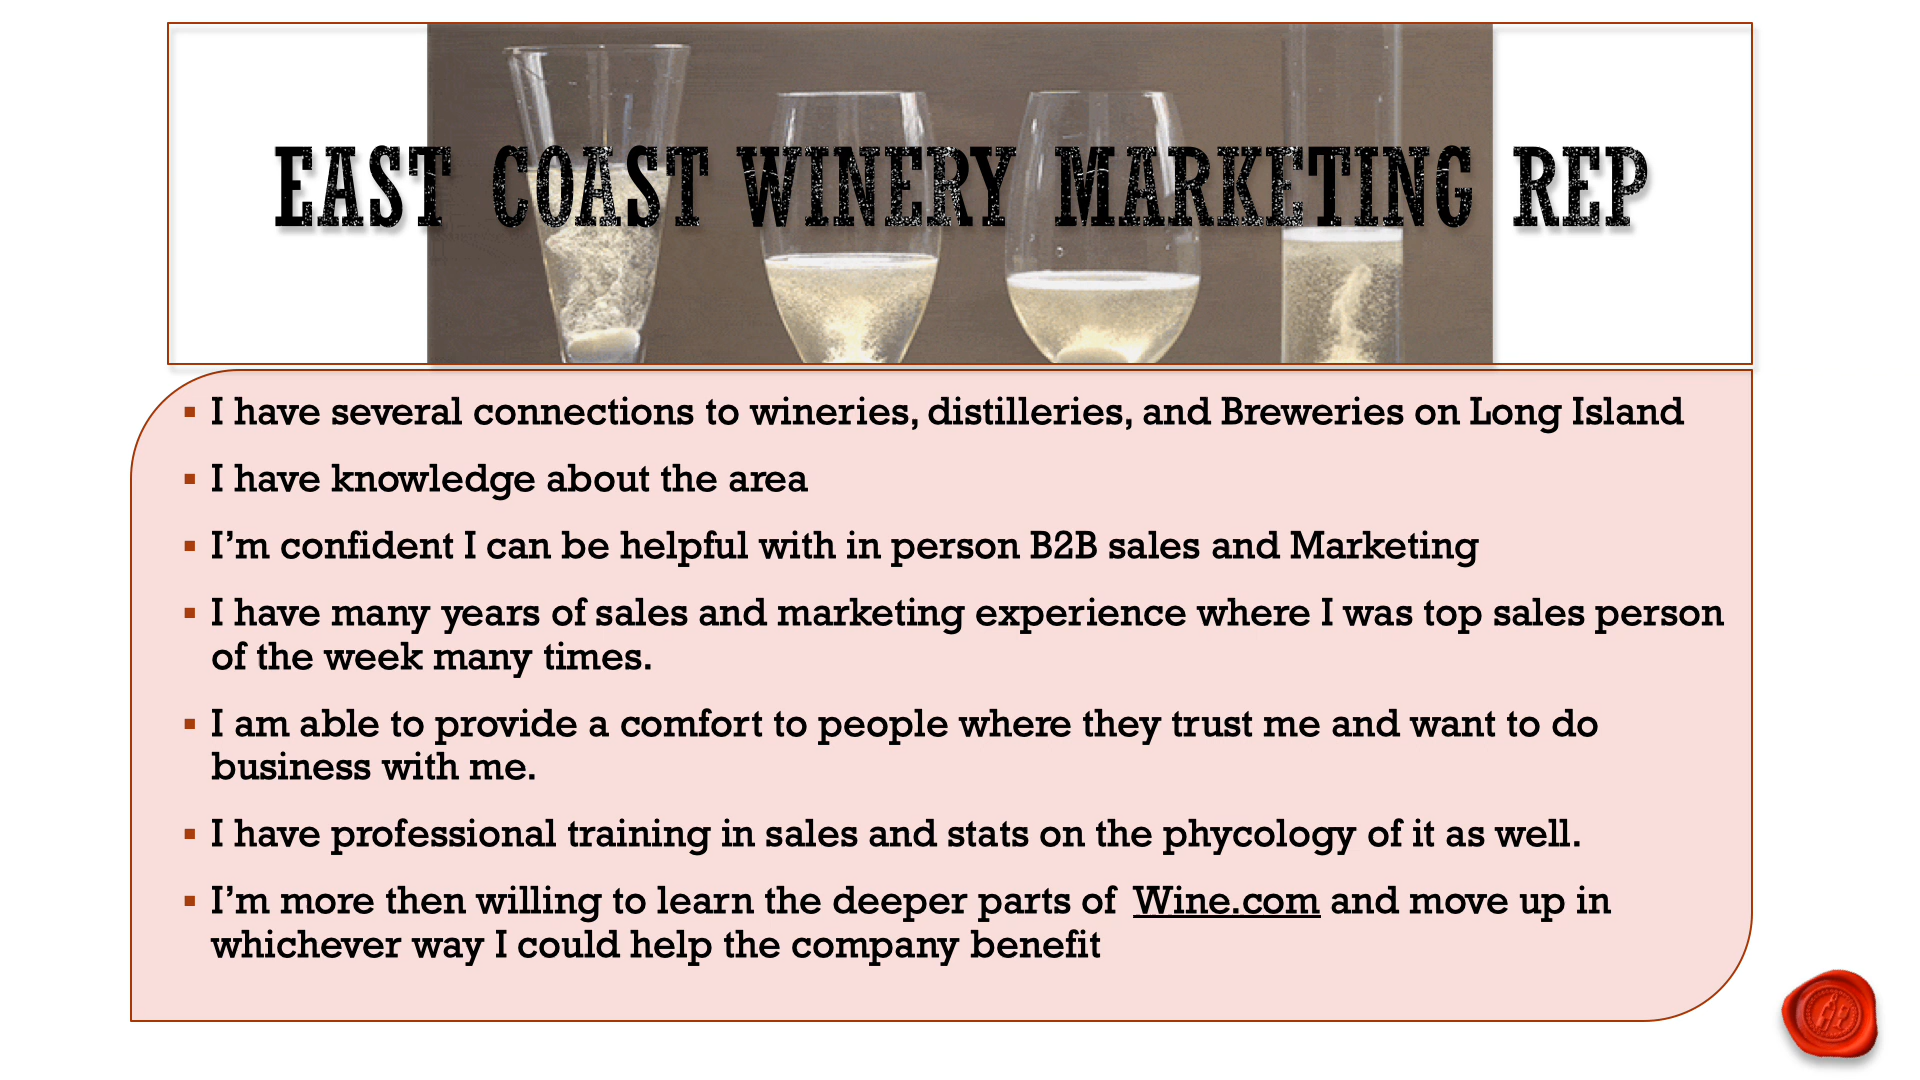 EAST COAST WINERY MARKETING REP
▪ I have several connections to wineries, distilleries, and Breweries on Long Island
▪ I have knowledge about the area
▪ I’m confident I can be helpful with in person B2B sales and Marketing
▪ I have many years of sales and marketing experience where I was top sales person
of the week many times.
▪ I am able to provide a comfort to people where they trust me and want to do
business with me.
▪ I have professional training in sales and stats on the phycology of it as well.
▪ I’m more then willing to learn the deeper parts of Wine.com and move up in
whichever way I could help the company benefit